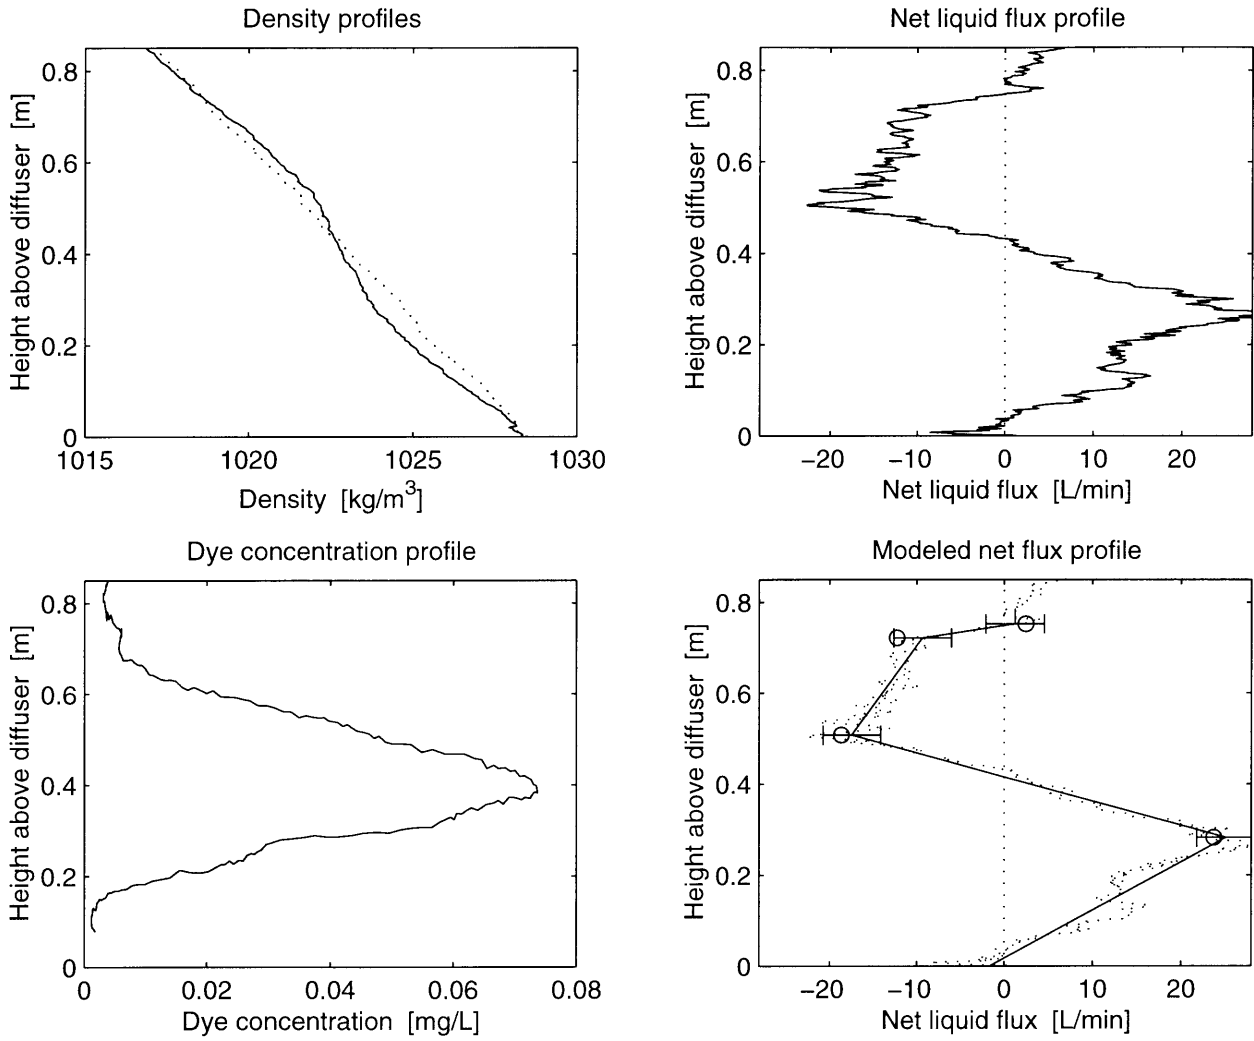 Density profiles
Height above diffuser [m]
0.8
0.6
0.4
0.2
0
1015 1020 1025 1030
Density [kg/m³]
Net liquid flux profile
Height above diffuser [m]
0.8
0.6
0.4
0.2
0
−20 −10 0 10 20
Net liquid flux [L/min]
Dye concentration profile
Height above diffuser [m]
0.8
0.6
0.4
0.2
0
0 0.02 0.04 0.06 0.08
Dye concentration [mg/L]
Modeled net flux profile
Height above diffuser [m]
0.8
0.6
0.4
0.2
0
−20 −10 0 10 20
Net liquid flux [L/min]